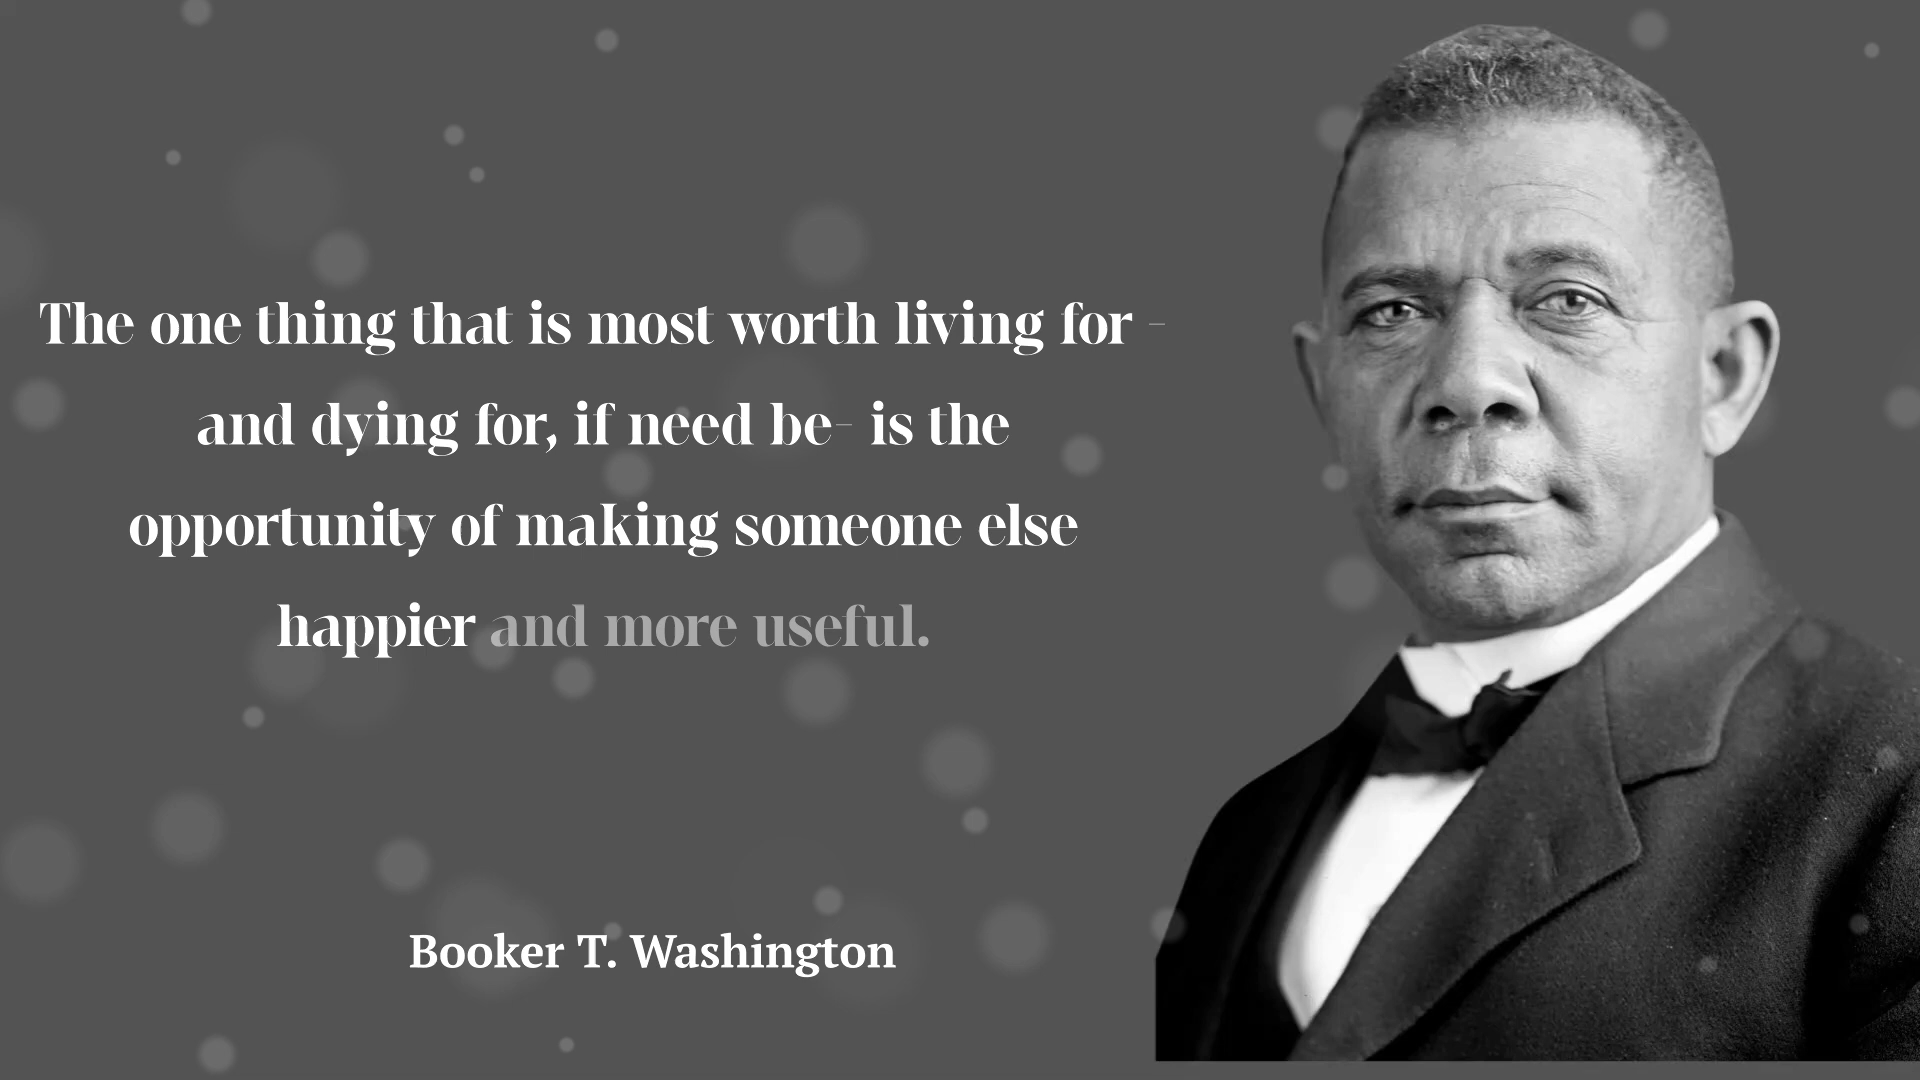 The one thing that is most worth living for -
and dying for, if need be- is the
opportunity of making someone else
happier and more useful.
Booker T. Washington